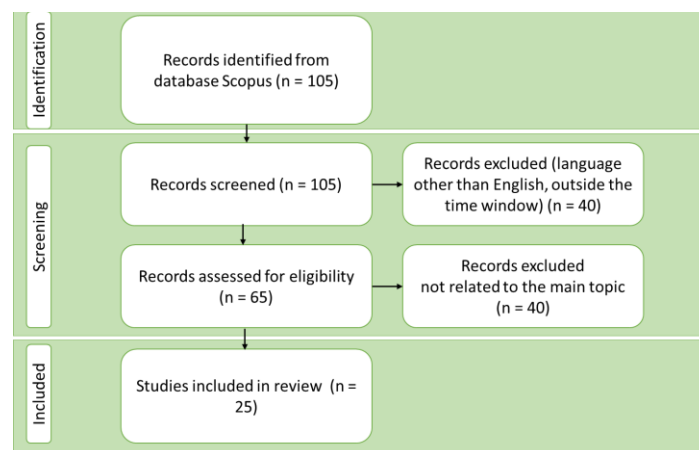 Identification
Records identified from
database Scopus (n = 105)
Screening
Records screened (n = 105)
Records excluded (language
other than English, outside the
time window) (n = 40)
Records assessed for eligibility
(n = 65)
Records excluded
not related to the main topic
(n = 40)
Included
Studies included in review (n =
25)